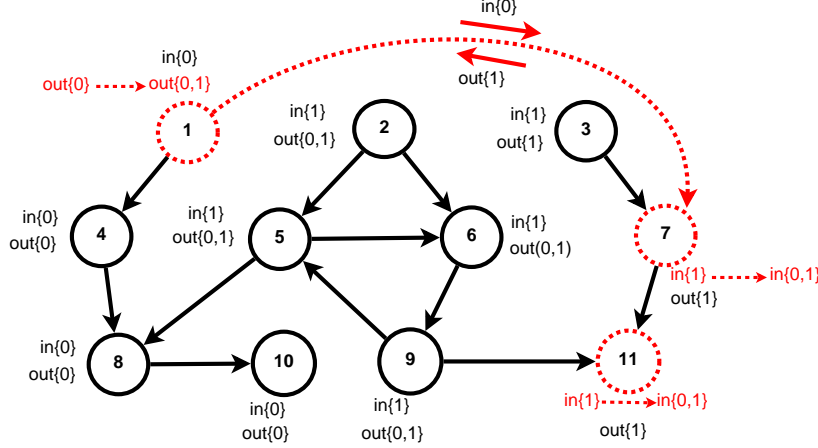 in{0}
in{0}
out{0}
out{0,1}
out{1}
1
in{1}
out{0,1}
2
in{1}
out{1}
3
in{0}
out{0}
4
in{1}
out{0,1}
5
6
in{1}
out(0,1)
7
in{1}
in{0,1}
out{1}
in{0}
out{0}
8
10
9
11
in{0}
out{0}
in{1}
out{0,1}
in{1}
in{0,1}
out{1}